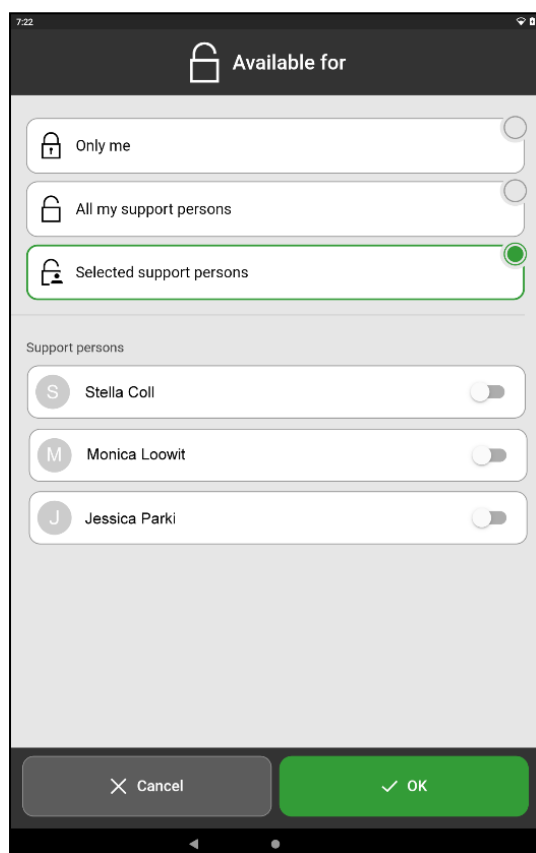 7:22
Available for
Only me
All my support persons
Selected support persons
Support persons
S Stella Coll
M Monica Loowit
J Jessica Parki
Cancel
OK